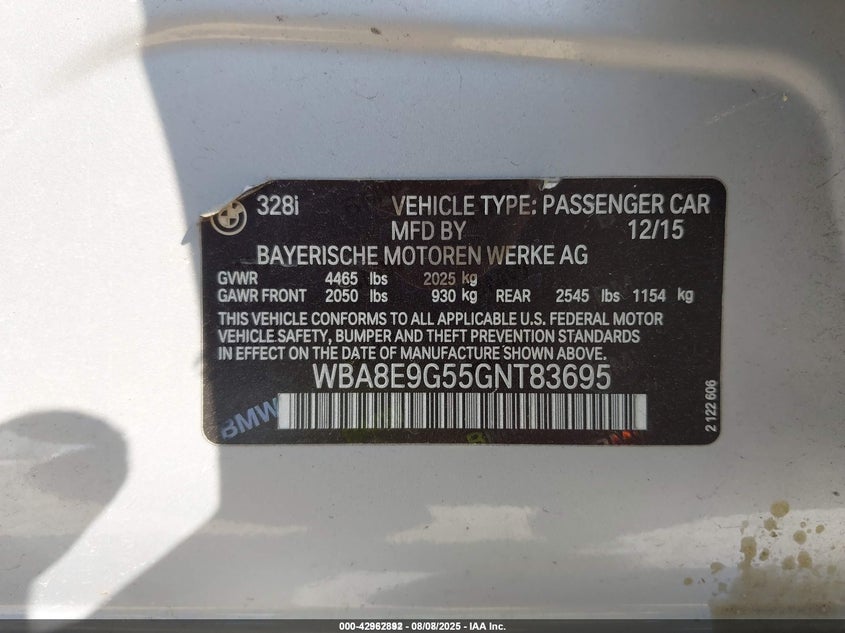 328i VEHICLE TYPE: PASSENGER CAR
MFD BY 12/15
BAYERISCHE MOTOREN WERKE AG
GVWR 4465 lbs 2025 kg
GAWR FRONT 2050 lbs 930 kg REAR 2545 lbs 1154 kg
THIS VEHICLE CONFORMS TO ALL APPLICABLE U.S. FEDERAL MOTOR
VEHICLE SAFETY, BUMPER AND THEFT PREVENTION STANDARDS
IN EFFECT ON THE DATE OF MANUFACTURE SHOWN ABOVE.
WBA8E9G55GNT83695
BMW
2 122 606
000-42962892 - 08/08/2025 - IAA Inc.